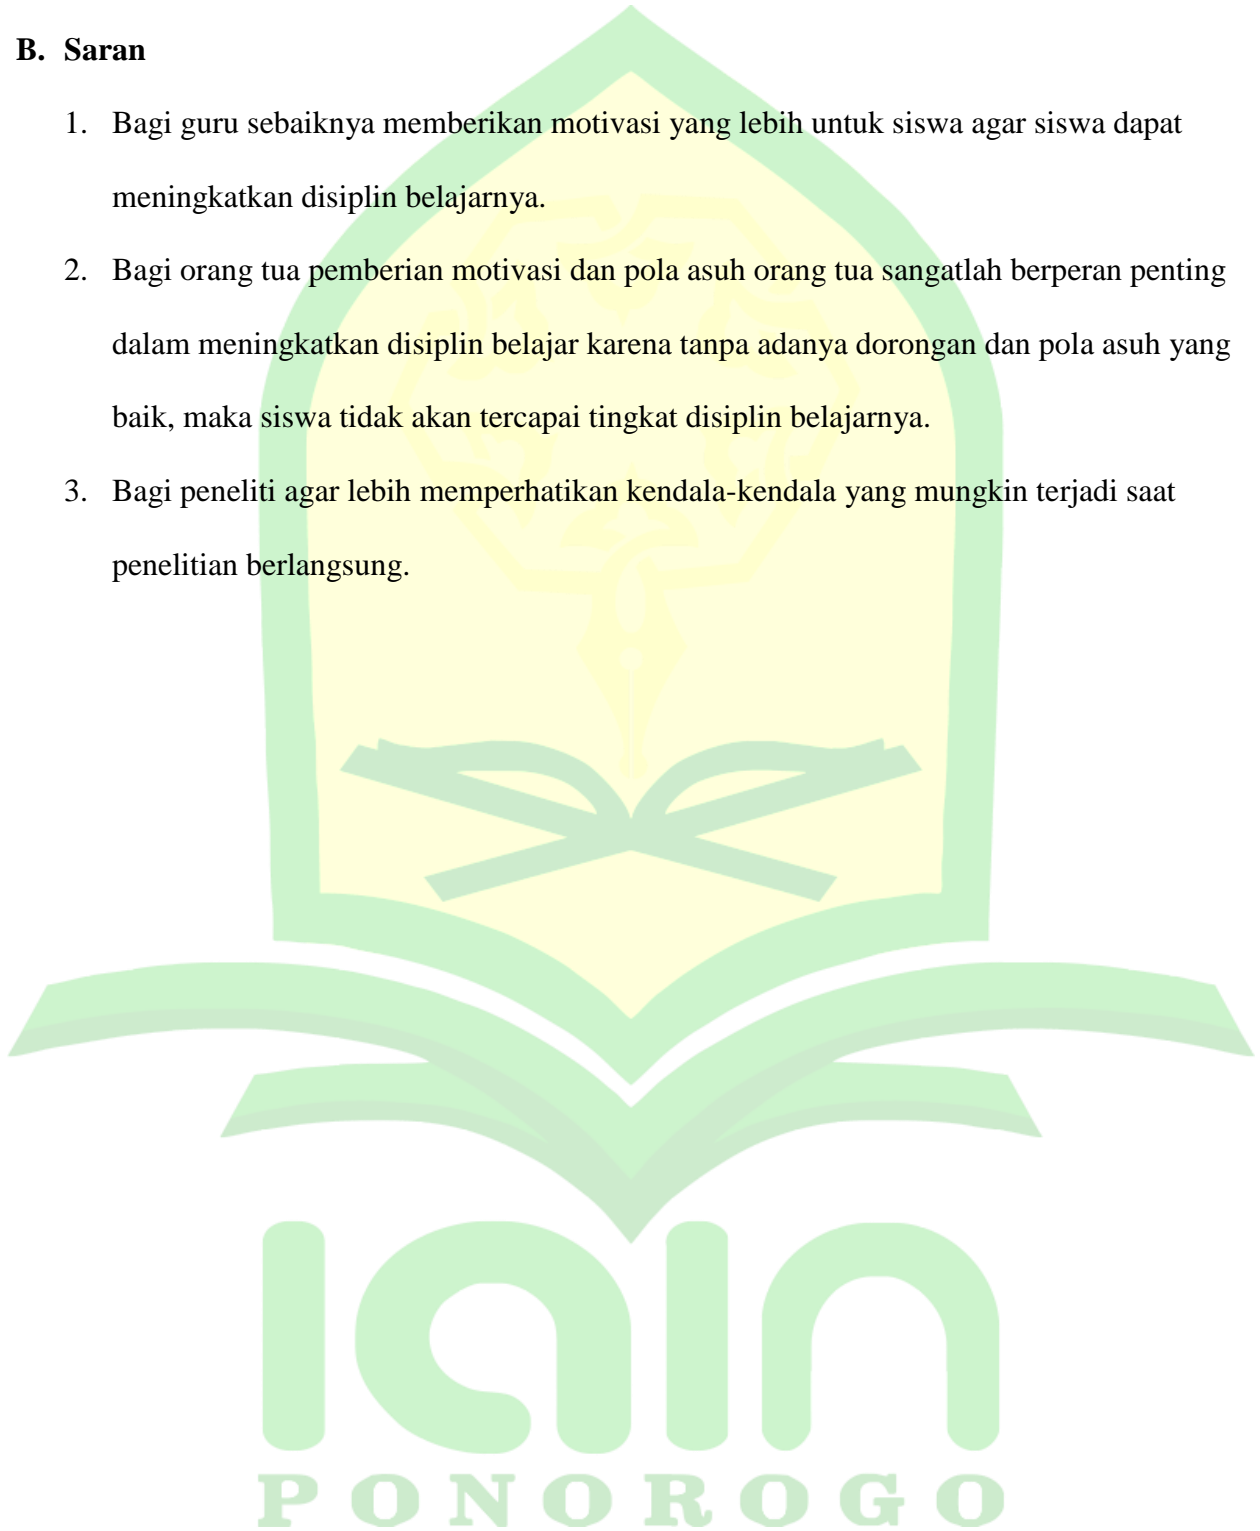 B. Saran
1. Bagi guru sebaiknya memberikan motivasi yang lebih untuk siswa agar siswa dapat
meningkatkan disiplin belajarnya.
2. Bagi orang tua pemberian motivasi dan pola asuh orang tua sangatlah berperan penting
dalam meningkatkan disiplin belajar karena tanpa adanya dorongan dan pola asuh yang
baik, maka siswa tidak akan tercapai tingkat disiplin belajarnya.
3. Bagi peneliti agar lebih memperhatikan kendala-kendala yang mungkin terjadi saat
penelitian berlangsung.
iain
PONOROGO